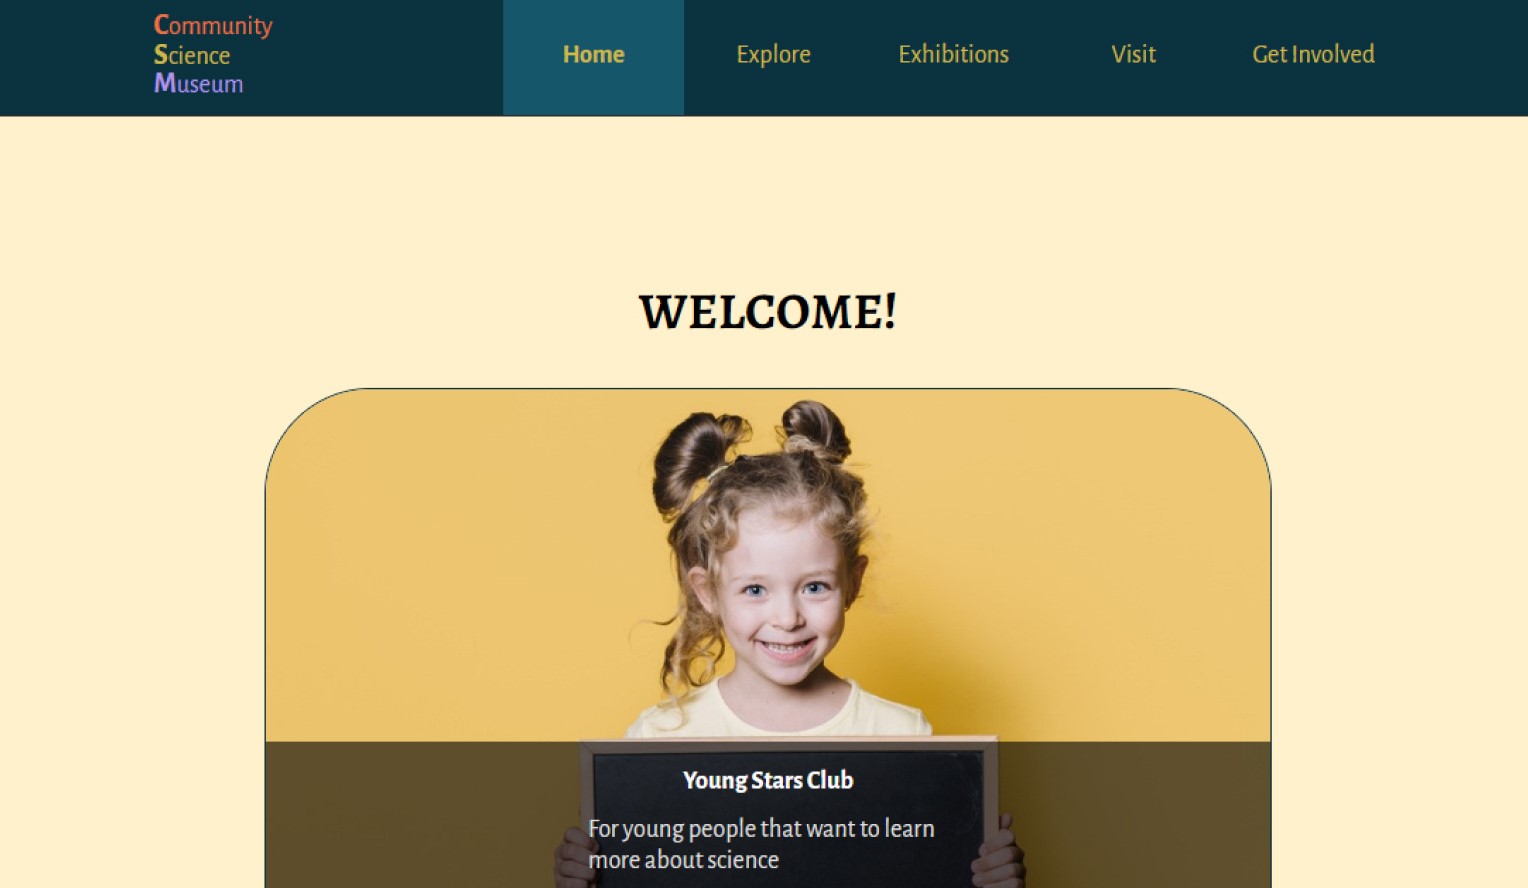 Community
Science
Museum
Home
Explore
Exhibitions
Visit
Get Involved
WELCOME!
Young Stars Club
For young people that want to learn
more about science